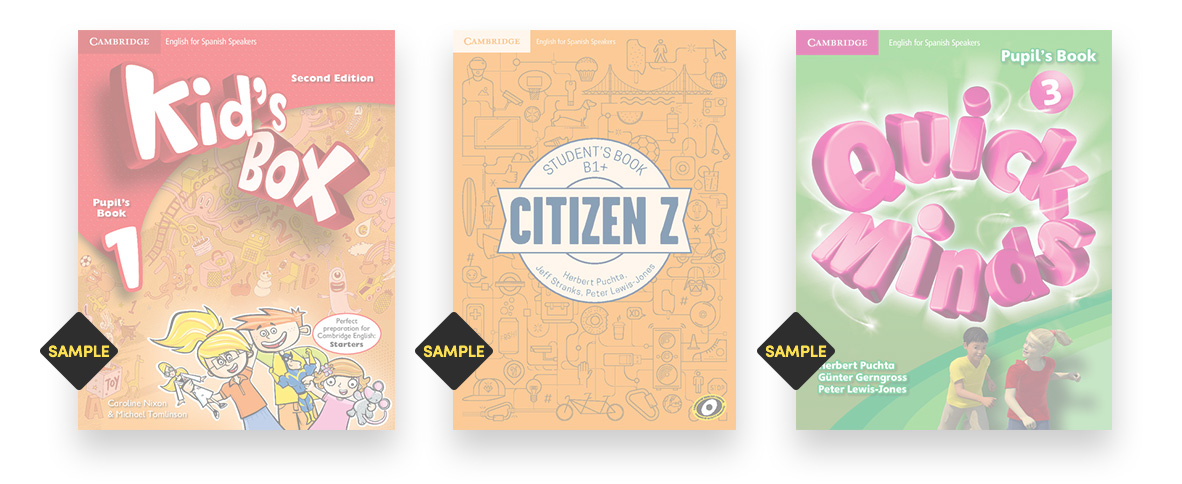 CAMBRIDGE English for Spanish Speakers
Second Edition
Kid's
BOX
Pupil's
Book
1
Perfect
preparation for
Cambridge English:
Starters
TOY
SAMPLE
Caroline Nixon
& Michael Tomlinson
CAMBRIDGE English for Spanish Speakers
STUDENT'S BOOK
B1+
CITIZEN Z
Herbert Puchta,
Jeff Stranks, Peter Lewis-Jones
SAMPLE
CAMBRIDGE English for Spanish Speakers
Pupil's Book
3
Quick
Minds
SAMPLE
Herbert Puchta
Günter Gerngross
Peter Lewis-Jones